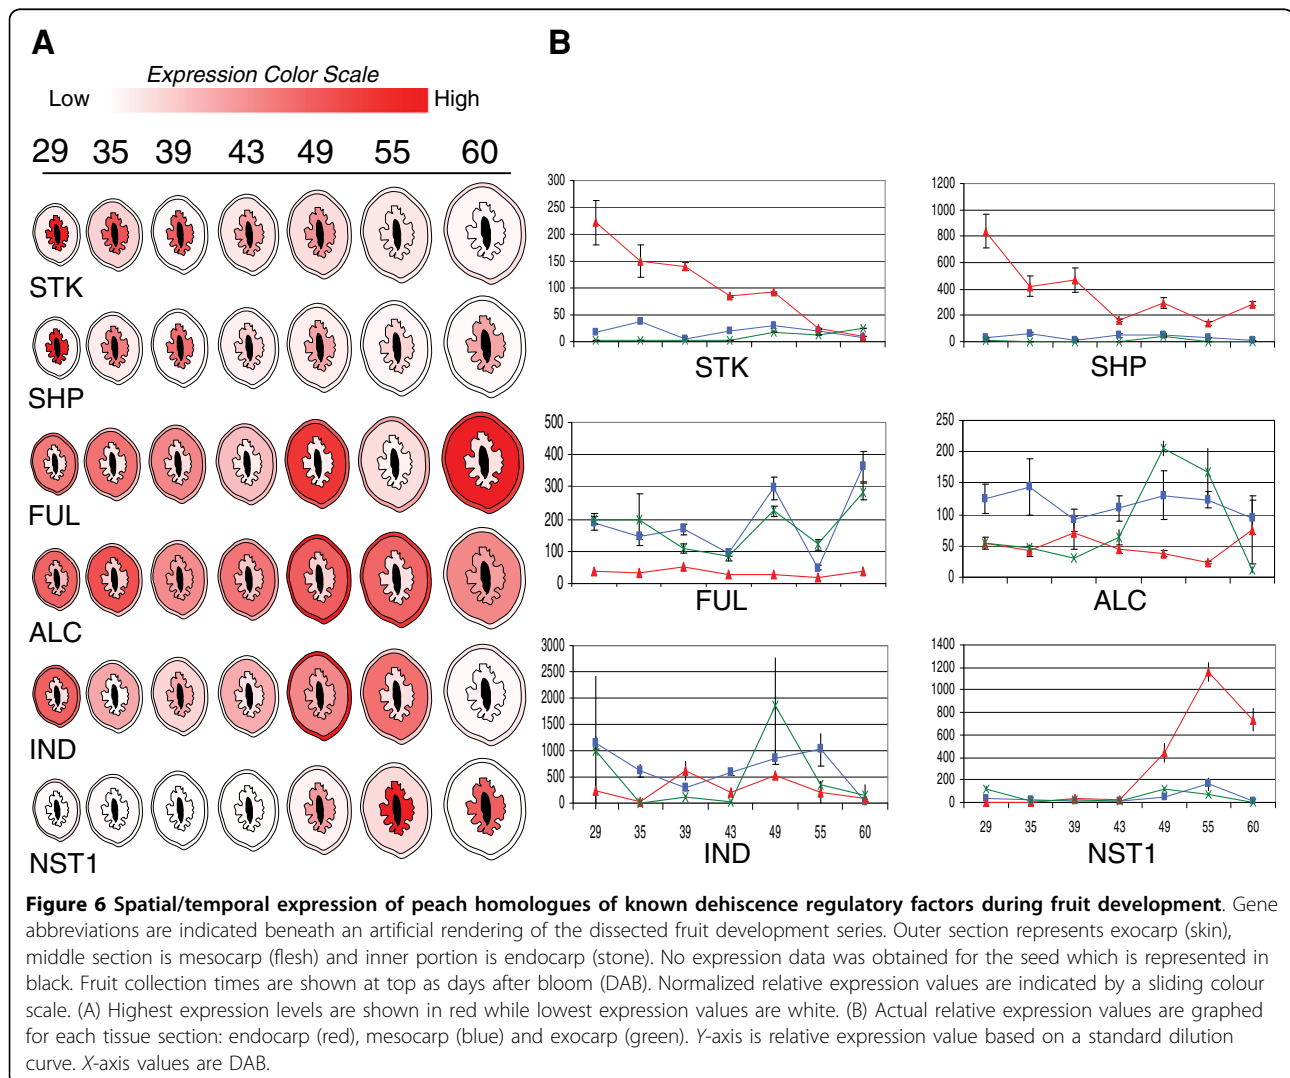 A
B
Expression Color Scale
Low High
29 35 39 43 49 55 60
STK
SHP
FUL
ALC
IND
NST1
300
250
200
150
100
50
0
STK
1200
1000
800
600
400
200
0
SHP
500
400
300
200
100
0
FUL
250
200
150
100
50
0
ALC
3000
2500
2000
1500
1000
500
0
29 35 39 43 49 55 60
IND
1400
1200
1000
800
600
400
200
0
29 35 39 43 49 55 60
NST1
Figure 6 Spatial/temporal expression of peach homologues of known dehiscence regulatory factors during fruit development. Gene
abbreviations are indicated beneath an artificial rendering of the dissected fruit development series. Outer section represents exocarp (skin),
middle section is mesocarp (flesh) and inner portion is endocarp (stone). No expression data was obtained for the seed which is represented in
black. Fruit collection times are shown at top as days after bloom (DAB). Normalized relative expression values are indicated by a sliding colour
scale. (A) Highest expression levels are shown in red while lowest expression values are white. (B) Actual relative expression values are graphed
for each tissue section: endocarp (red), mesocarp (blue) and exocarp (green). Y-axis is relative expression value based on a standard dilution
curve. X-axis values are DAB.